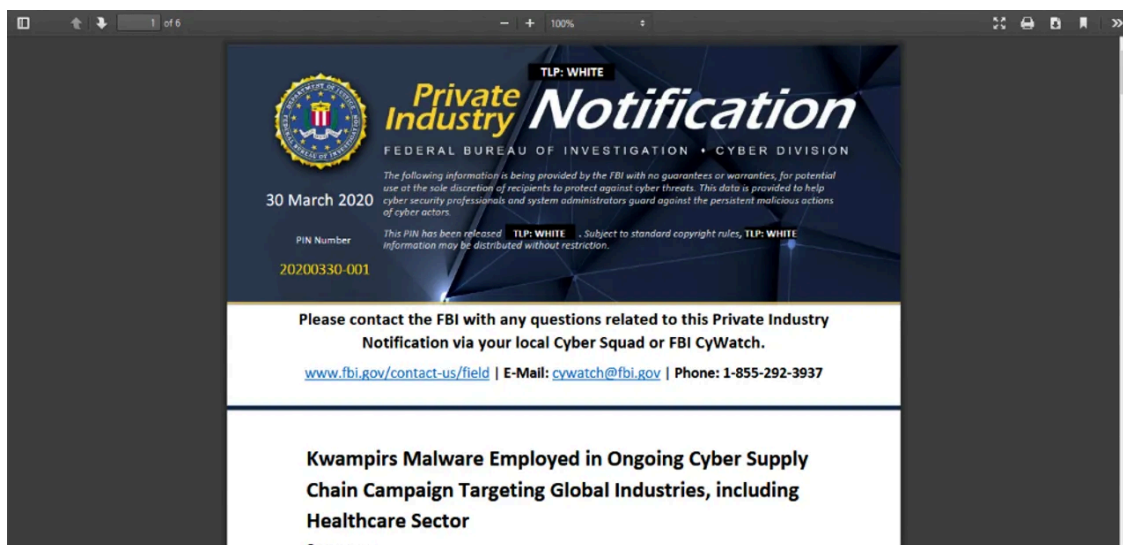 1 of 6
100%
TLP: WHITE
Private
Industry
Notification
FEDERAL BUREAU OF INVESTIGATION • CYBER DIVISION
The following information is being provided by the FBI with no guarantees or warranties, for potential
use at the sole discretion of recipients to protect against cyber threats. This data is provided to help
cyber security professionals and system administrators guard against the persistent malicious actions
of cyber actors.
This PIN has been released TLP: WHITE . Subject to standard copyright rules, TLP: WHITE
information may be distributed without restriction.
30 March 2020
PIN Number
20200330-001
Please contact the FBI with any questions related to this Private Industry
Notification via your local Cyber Squad or FBI CyWatch.
www.fbi.gov/contact-us/field | E-Mail: cywatch@fbi.gov | Phone: 1-855-292-3937
Kwampirs Malware Employed in Ongoing Cyber Supply
Chain Campaign Targeting Global Industries, including
Healthcare Sector